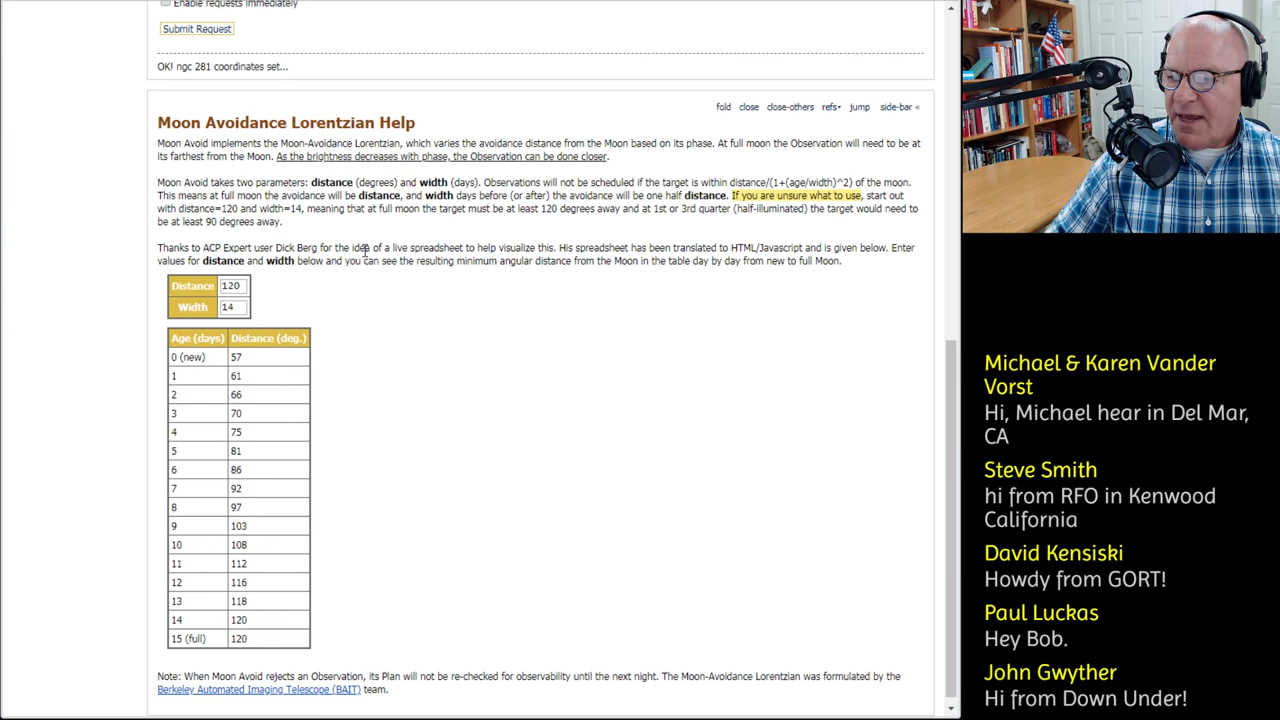 Enable requests immediately
Submit Request
OK! ngc 281 coordinates set...
fold close close-others refs jump side-bar «
Moon Avoidance Lorentzian Help
Moon Avoid implements the Moon-Avoidance Lorentzian, which varies the avoidance distance from the Moon based on its phase. At full moon the Observation will need to be
at its farthest from the Moon. As the brightness decreases with phase, the Observation can be done closer.
Moon Avoid takes two parameters: distance (degrees) and width (days). Observations will not be scheduled if the target is within distance/(1+(age/width)^2) of the moon.
This means at full moon the avoidance will be distance, and width days before (or after) the avoidance will be one half distance. If you are unsure what to use, start out
with distance=120 and width=14, meaning that at full moon the target must be at least 120 degrees away and at 1st or 3rd quarter (half-illuminated) the target would need to
be at least 90 degrees away.
Thanks to ACP Expert user Dick Berg for the idea of a live spreadsheet to help visualize this. His spreadsheet has been translated to HTML/Javascript and is given below. Enter
values for distance and width below and you can see the resulting minimum angular distance from the Moon in the table day by day from new to full Moon.
Distance 120
Width 14
Age (days) Distance (deg.)
0 (new) 57
1 61
2 66
3 70
4 75
5 81
6 86
7 92
8 97
9 103
10 108
11 112
12 116
13 118
14 120
15 (full) 120
Note: When Moon Avoid rejects an Observation, its Plan will not be re-checked for observability until the next night. The Moon-Avoidance Lorentzian was formulated by the
Berkeley Automated Imaging Telescope (BAIT) team.
Michael & Karen Vander
Vorst
Hi, Michael hear in Del Mar,
CA
Steve Smith
hi from RFO in Kenwood
California
David Kensiski
Howdy from GORT!
Paul Luckas
Hey Bob.
John Gwyther
Hi from Down Under!